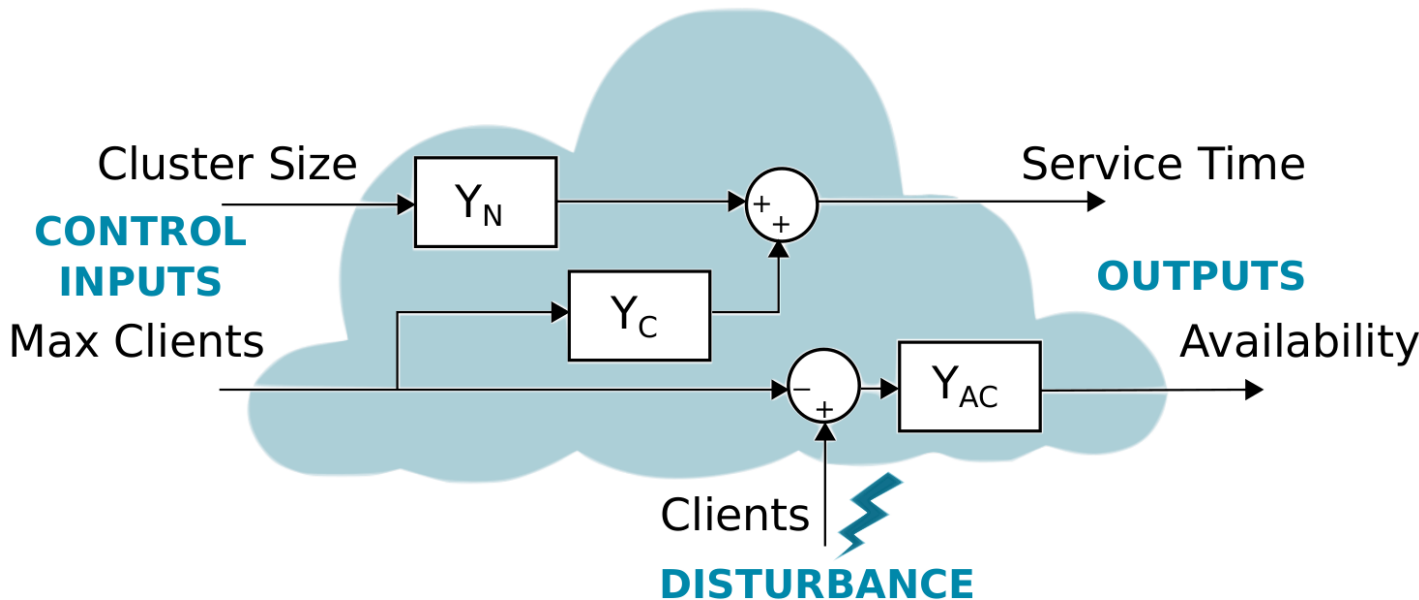 Cluster Size
Y_N
+
+
Service Time
CONTROL
INPUTS
Y_C
OUTPUTS
Max Clients
Availability
−
+
Y_AC
Clients
DISTURBANCE